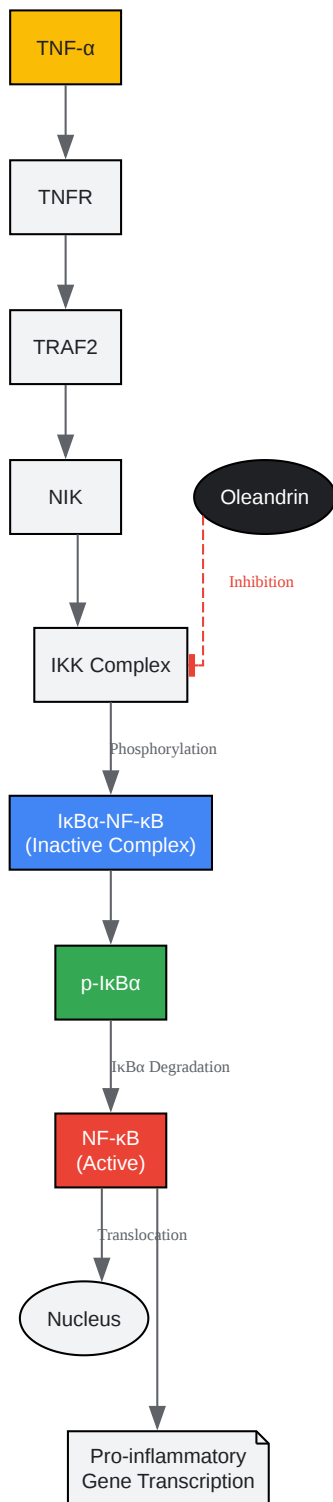 TNF-α
TNFR
TRAF2
NIK
Oleandrin
Inhibition
IKK Complex
Phosphorylation
IκBα-NF-κB
(Inactive Complex)
p-IκBα
IκBα Degradation
NF-κB
(Active)
Translocation
Nucleus
Pro-inflammatory
Gene Transcription